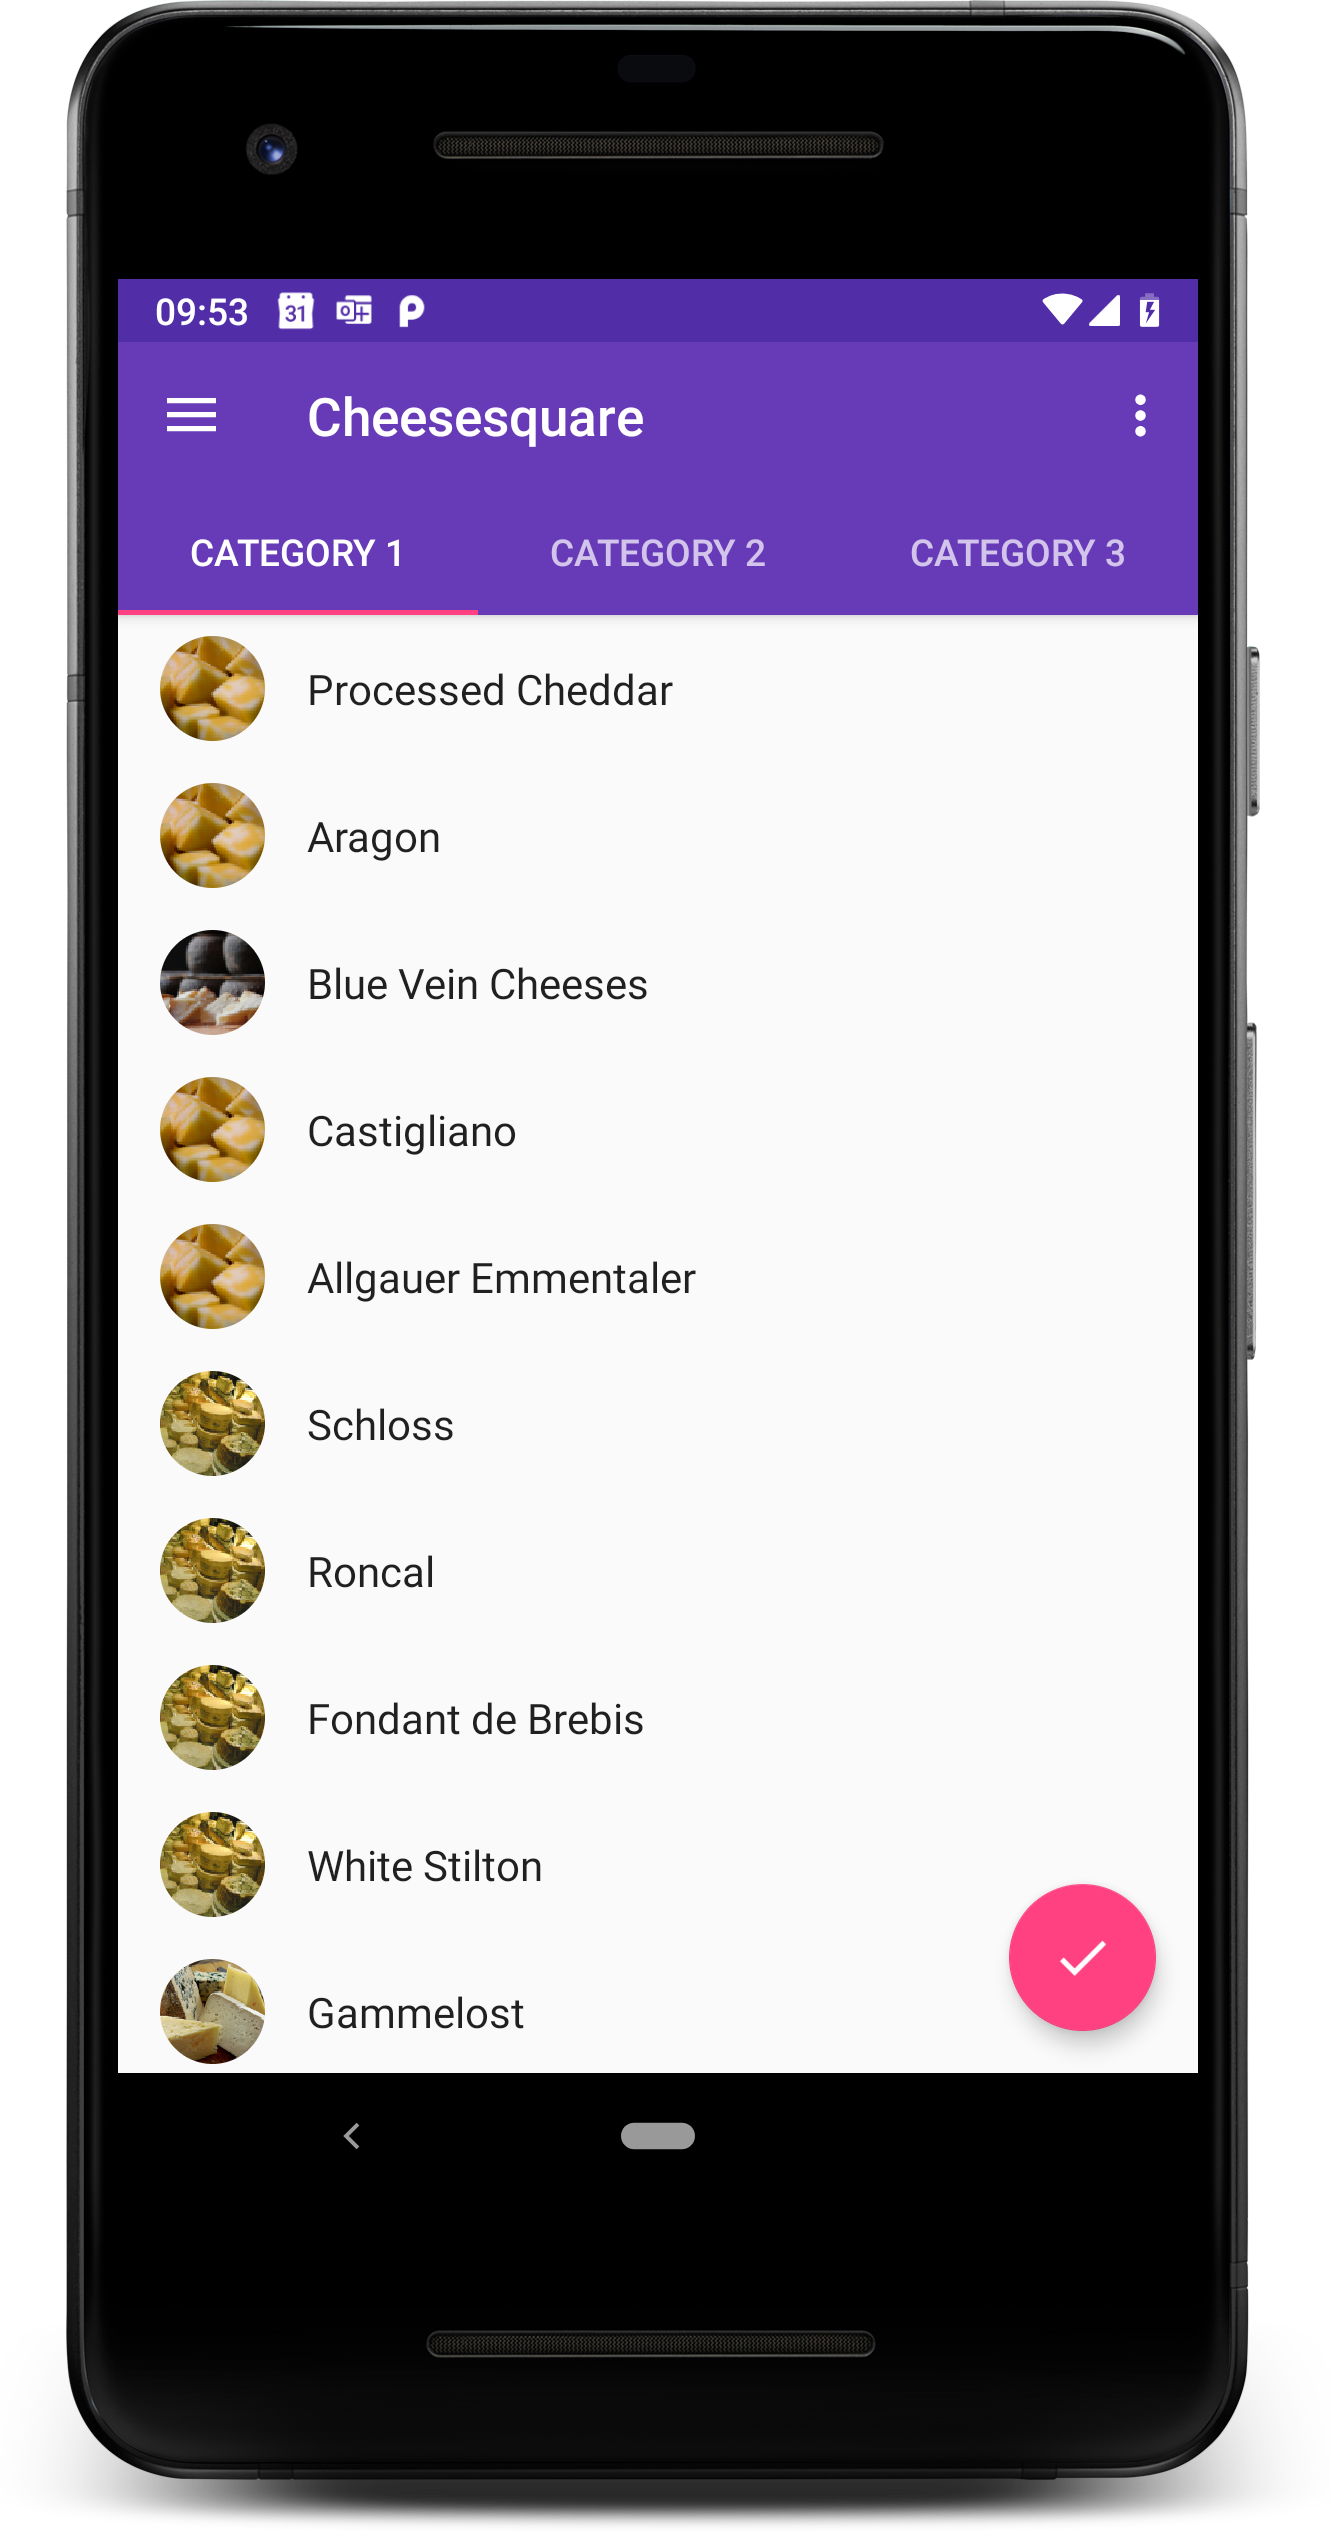 09:53 31
Cheesesquare
CATEGORY 1 CATEGORY 2 CATEGORY 3
Processed Cheddar
Aragon
Blue Vein Cheeses
Castigliano
Allgauer Emmentaler
Schloss
Roncal
Fondant de Brebis
White Stilton
Gammelost